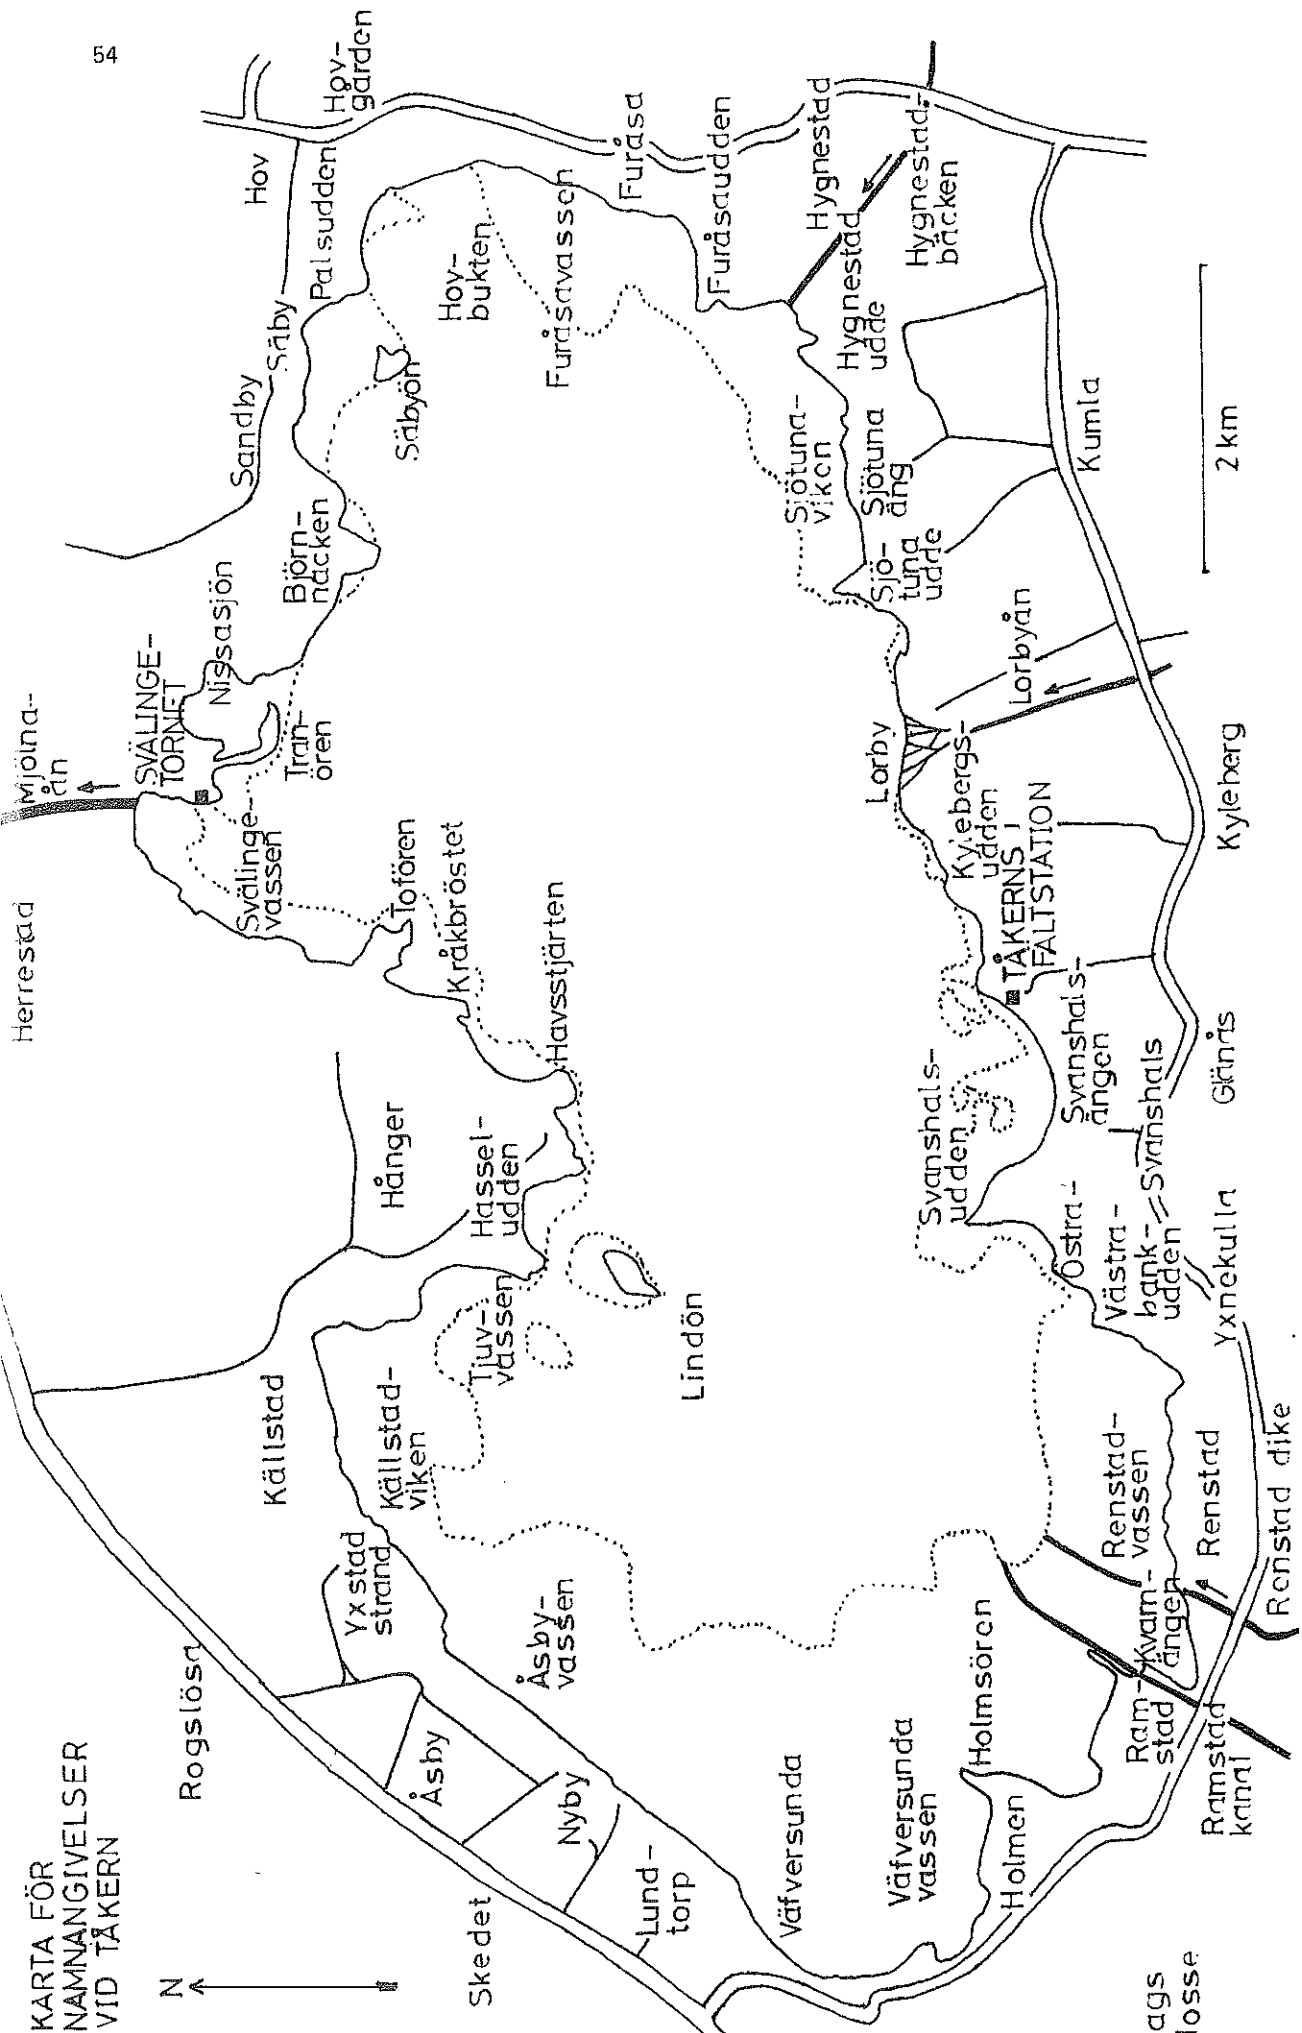 54
KARTA FÖR
NAMNANGIVELSER
VID TÅKERN
N
Herrestad
Mjölna-
ån
SVÄLINGE-
TORNET
Nissasjön
Sandby
Säby
Hov
Hov-
gården
Palsudden
Björn-
näcken
Säbyön
Hov-
bukten
Furåsavassen
Furåsa
Furåsaudden
Tran-
ören
Svälinge-
vassen
Tofören
Kråkbröstet
Havsstjärten
Hånger
Hassel-
udden
Tjuv-
vassen
Lindön
Källstad
Källstad-
viken
Yxstad
strand
Rogslösa
Åsby
Åsby-
vassen
Nyby
Skedet
Lund-
torp
Väfversunda
Väfversunda
vassen
Holmen
Holmsören
Ram-
stad
Kvarn-
ängen
Ramstad
kanal
Renstad-
vassen
Renstad
Renstad dike
Yxnekulla
Östra-
Västra-
bank-
udden
Svanshals
Svanshals-
udden
Svanshals-
ängen
Glänås
TÅKERNS
FÄLTSTATION
Kylebergs-
udden
Kyleberg
Lorby
Lorbyån
Sjö-
tuna
udde
Sjötuna
äng
Sjötuna-
viken
Kumla
Hygnestad
udde
Hygnestad
Hygnestad-
bäcken
2 km
ags
losse